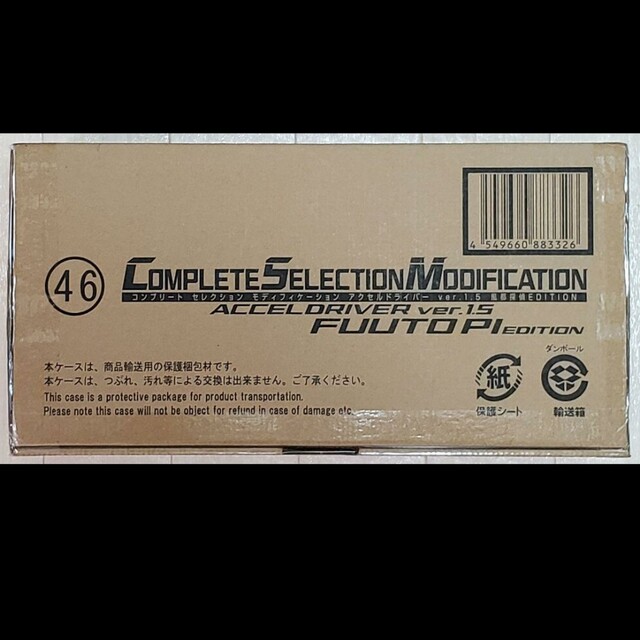 4 549660 883326
46
COMPLETE SELECTION MODIFICATION
コンプリート セレクション モディフィケーション アクセルドライバー ver.1.5 風都探偵EDITION
ACCEL DRIVER ver.1.5
FUUTO PI EDITION
本ケースは、商品輸送用の保護梱包材です。
本ケースは、つぶれ、汚れ等による交換は出来ません。ご了承ください。
This case is a protective package for product transportation.
Please note this case will not be object for refund in case of damage etc.
紙
保護シート
ダンボール
輸送箱